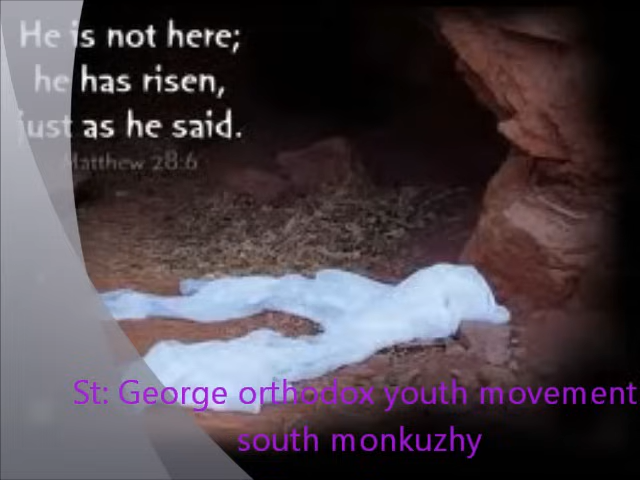 He is not here;
he has risen,
just as he said.
Matthew 28:6
St: George orthodox youth movement
south monkuzhy